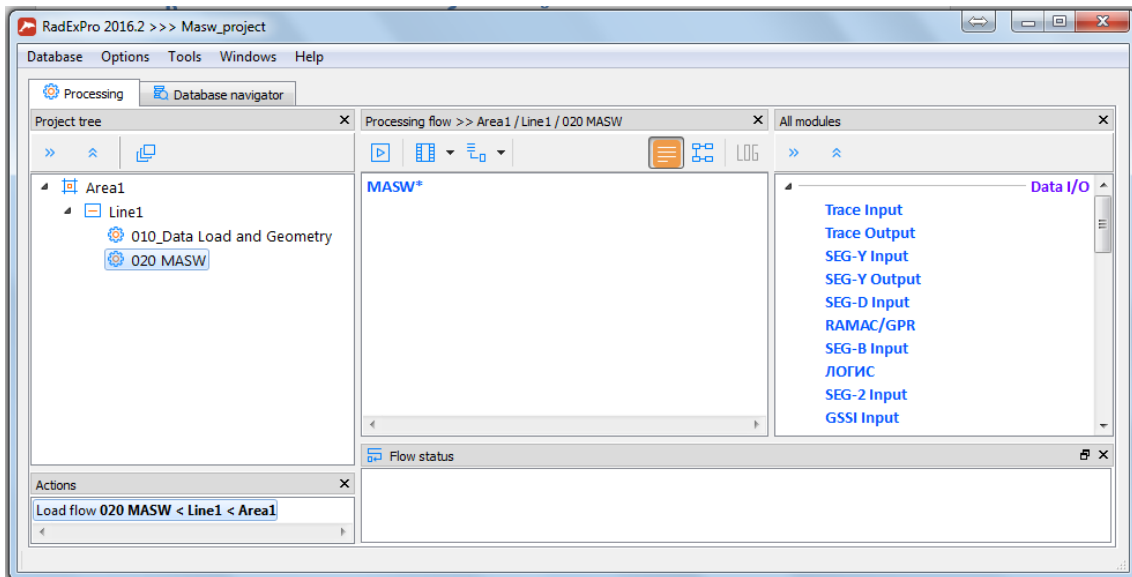 RadExPro 2016.2 >>> Masw_project
Database Options Tools Windows Help
Processing Database navigator
Project tree
Area1
Line1
010_Data Load and Geometry
020 MASW
Actions
Load flow 020 MASW < Line1 < Area1
Processing flow >> Area1 / Line1 / 020 MASW
LOG
MASW*
All modules
Data I/O
Trace Input
Trace Output
SEG-Y Input
SEG-Y Output
SEG-D Input
RAMAC/GPR
SEG-B Input
ЛОГИС
SEG-2 Input
GSSI Input
Flow status